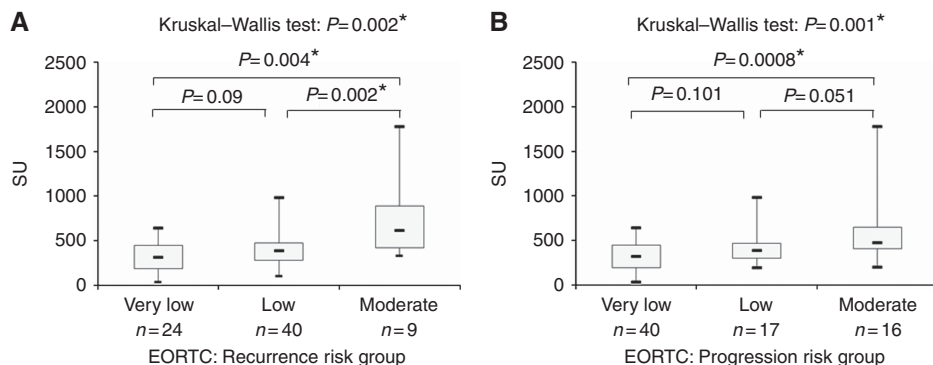 A
Kruskal–Wallis test: P=0.002*
P=0.004*
P=0.09
P=0.002*
SU
2500
2000
1500
1000
500
0
Very low
Low
Moderate
n=24
n=40
n=9
EORTC: Recurrence risk group
B
Kruskal–Wallis test: P=0.001*
P=0.0008*
P=0.101
P=0.051
SU
2500
2000
1500
1000
500
0
Very low
Low
Moderate
n=40
n=17
n=16
EORTC: Progression risk group